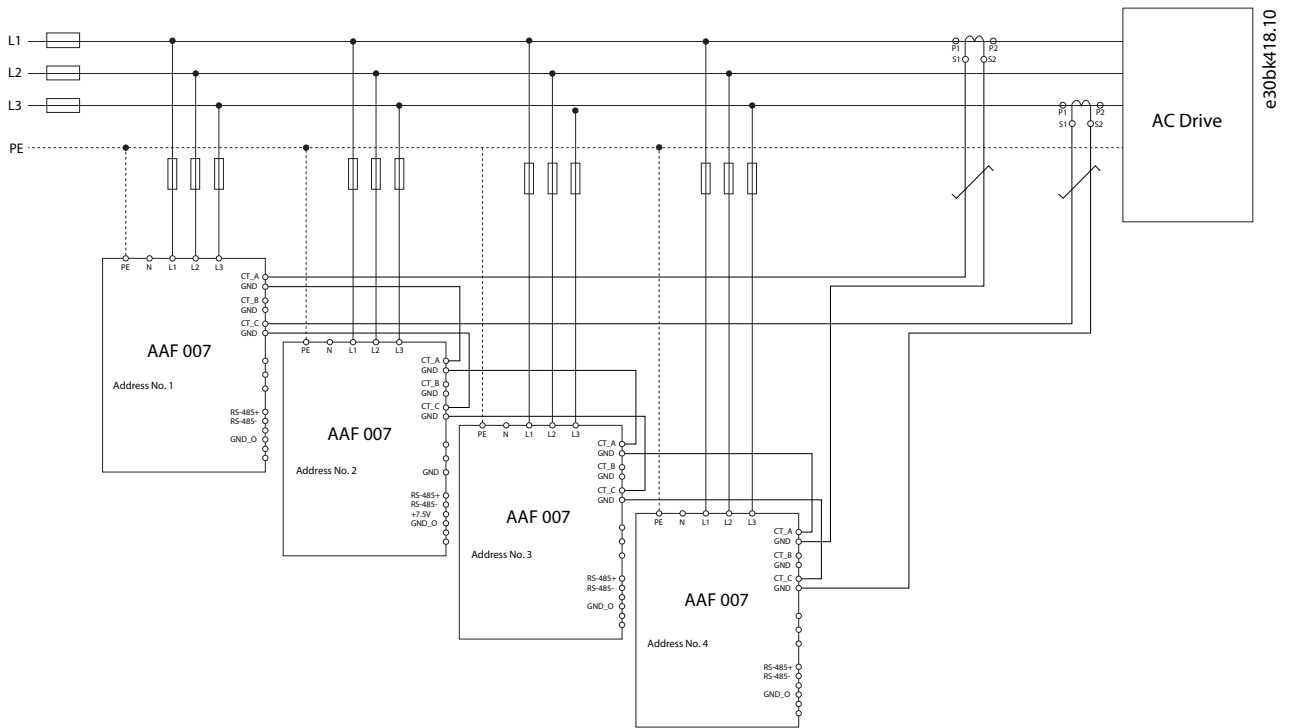 e30bk418.10
L1
P1 P2
S1 S2
L2
L3
P1 P2
S1 S2
AC Drive
PE
PE N L1 L2 L3
CT_A
GND
CT_B
GND
CT_C
GND
AAF 007
Address No. 1
RS-485+
RS-485-
GND_O
PE N L1 L2 L3
CT_A
GND
CT_B
GND
CT_C
GND
AAF 007
Address No. 2
GND
RS-485+
RS-485-
+7.5V
GND_O
PE N L1 L2 L3
CT_A
GND
CT_B
GND
CT_C
GND
AAF 007
Address No. 3
RS-485+
RS-485-
GND_O
PE N L1 L2 L3
CT_A
GND
CT_B
GND
CT_C
GND
AAF 007
Address No. 4
RS-485+
RS-485-
GND_O